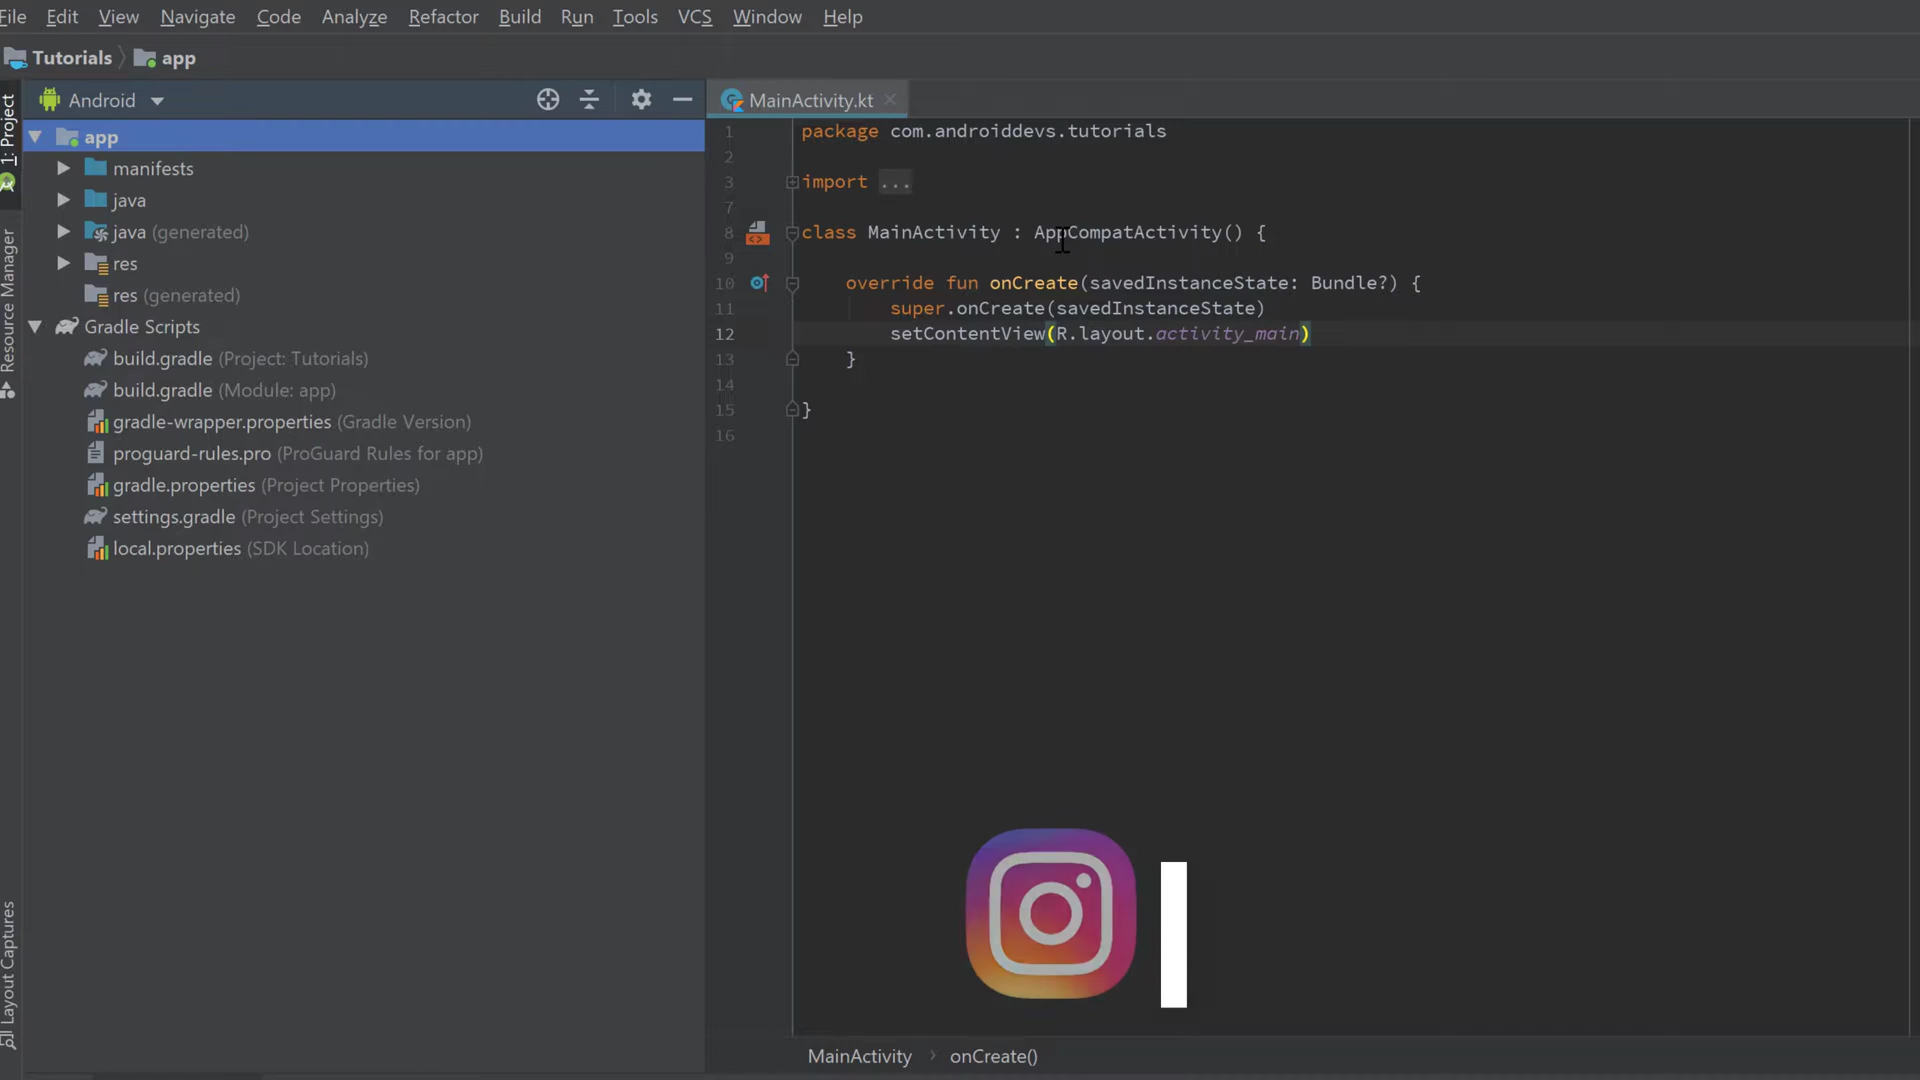 File Edit View Navigate Code Analyze Refactor Build Run Tools VCS Window Help
Tutorials app
Android
app
manifests
java
java (generated)
res
res (generated)
Gradle Scripts
build.gradle (Project: Tutorials)
build.gradle (Module: app)
gradle-wrapper.properties (Gradle Version)
proguard-rules.pro (ProGuard Rules for app)
gradle.properties (Project Properties)
settings.gradle (Project Settings)
local.properties (SDK Location)
1: Project
Resource Manager
Layout Captures
MainActivity.kt
1 package com.androiddevs.tutorials
2
3 import ...
7
8 class MainActivity : AppCompatActivity() {
9
10 override fun onCreate(savedInstanceState: Bundle?) {
11 super.onCreate(savedInstanceState)
12 setContentView(R.layout.activity_main)
13 }
14
15 }
16
MainActivity › onCreate()